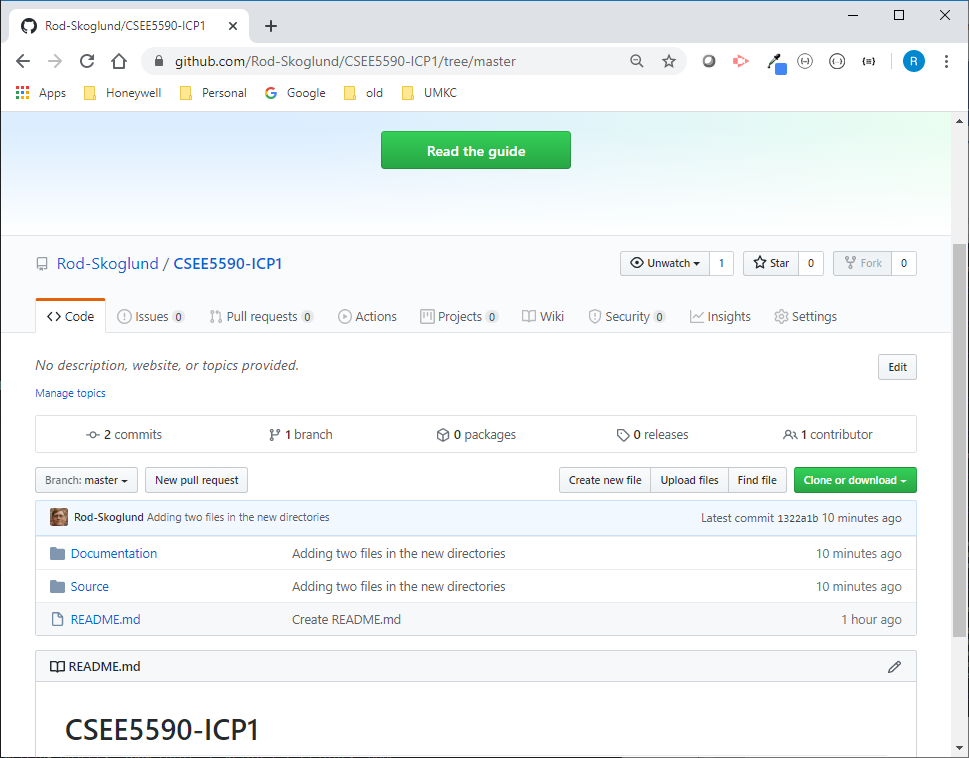 Rod-Skoglund/CSEE5590-ICP1
github.com/Rod-Skoglund/CSEE5590-ICP1/tree/master
R
Apps Honeywell Personal Google old UMKC
Read the guide
Rod-Skoglund / CSEE5590-ICP1 Unwatch 1 Star 0 Fork 0
Code Issues 0 Pull requests 0 Actions Projects 0 Wiki Security 0 Insights Settings
No description, website, or topics provided. Edit
Manage topics
2 commits 1 branch 0 packages 0 releases 1 contributor
Branch: master New pull request Create new file Upload files Find file Clone or download
Rod-Skoglund Adding two files in the new directories Latest commit 1322a1b 10 minutes ago
Documentation Adding two files in the new directories 10 minutes ago
Source Adding two files in the new directories 10 minutes ago
README.md Create README.md 1 hour ago
README.md
CSEE5590-ICP1